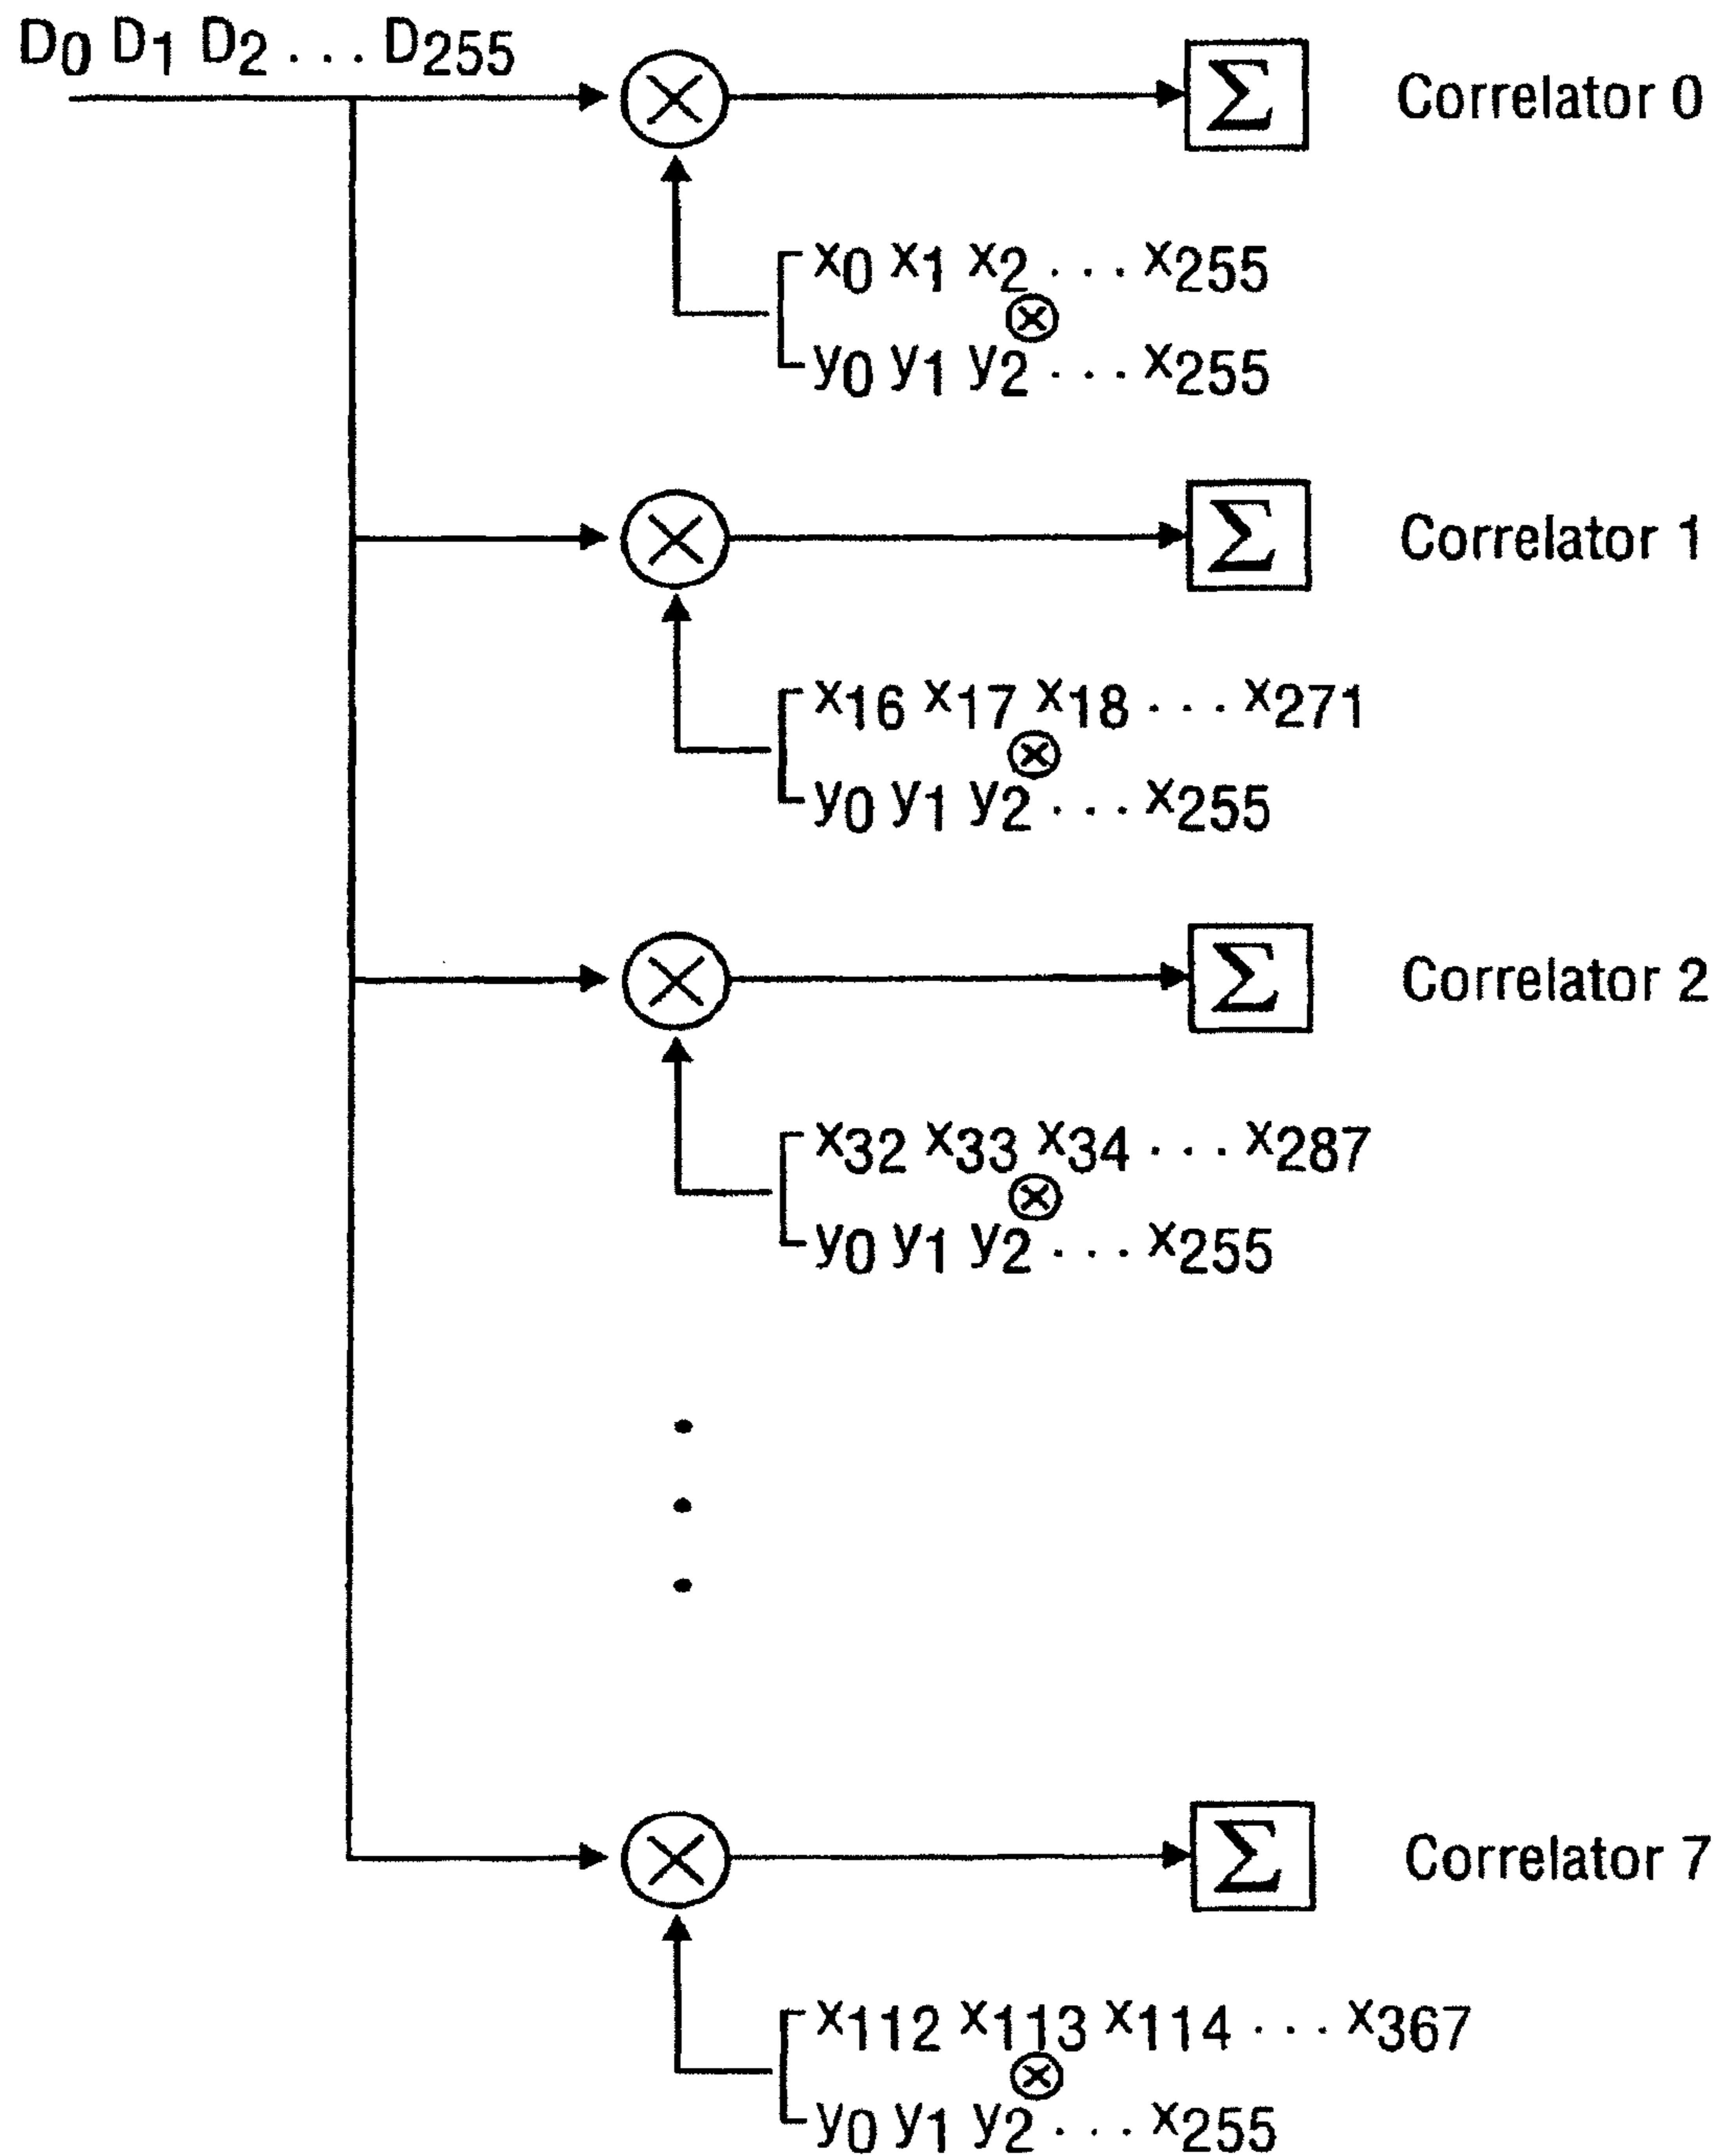 D0 D1 D2 ... D255
Σ Correlator 0
x0 x1 x2 ... x255
⊗
y0 y1 y2 ... x255
Σ Correlator 1
x16 x17 x18 ... x271
⊗
y0 y1 y2 ... x255
Σ Correlator 2
x32 x33 x34 ... x287
⊗
y0 y1 y2 ... x255
Σ Correlator 7
x112 x113 x114 ... x367
⊗
y0 y1 y2 ... x255